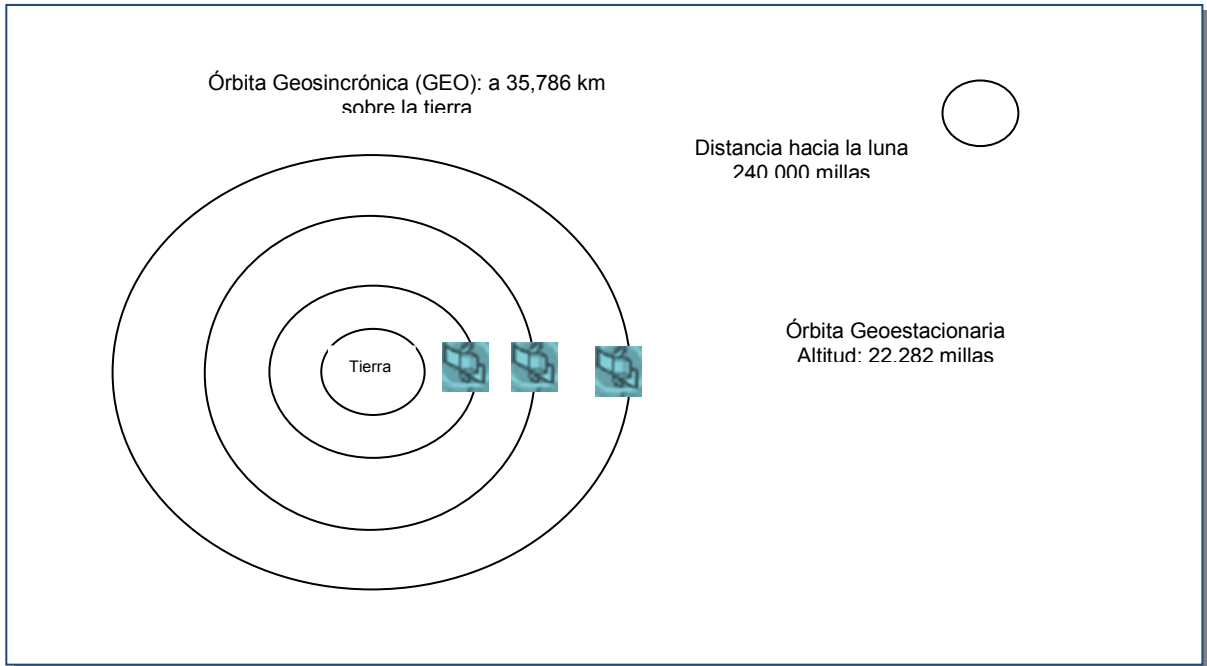 Órbita Geosincrónica (GEO): a 35,786 km
sobre la tierra
Distancia hacia la luna
240.000 millas
Órbita Geoestacionaria
Altitud: 22.282 millas
Tierra